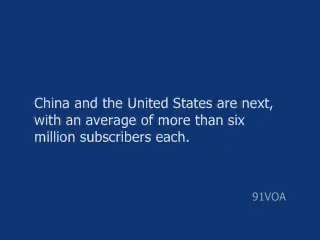 China and the United States are next,
with an average of more than six
million subscribers each.
91VOA